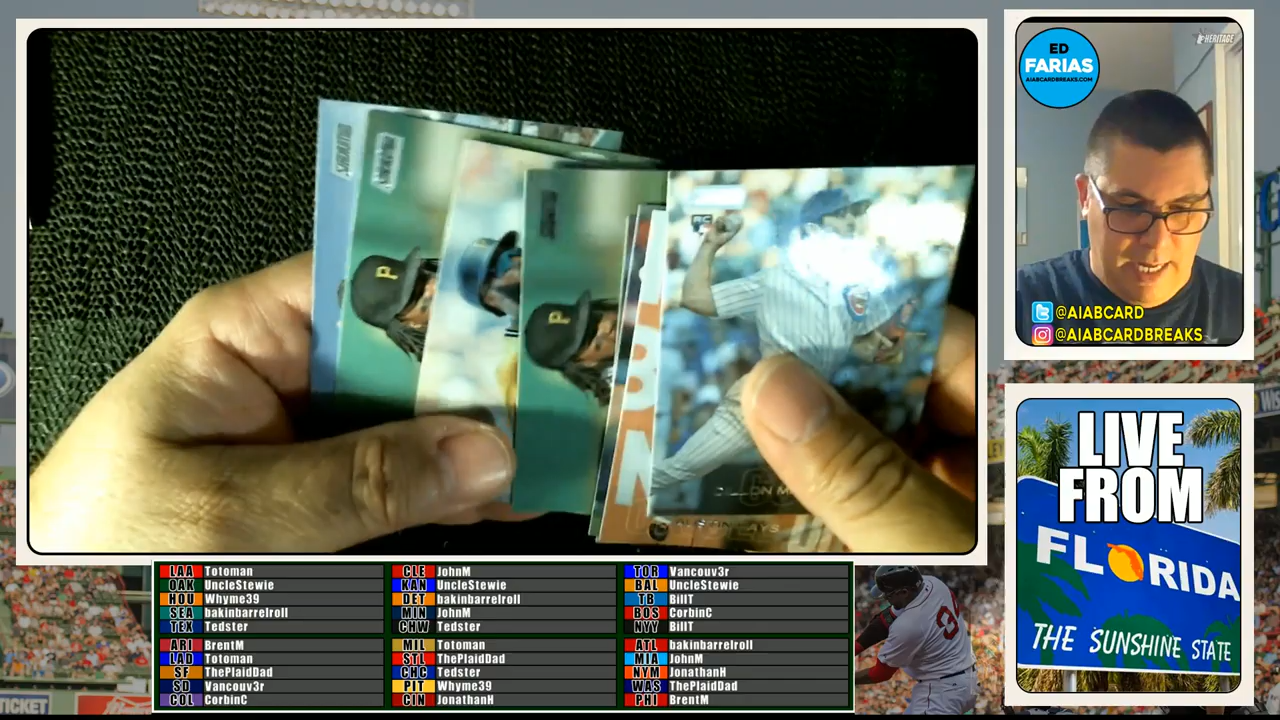 ED
FARIAS
AIABCARDBREAKS.COM
HERITAGE
@AIABCARD
@AIABCARDBREAKS
LIVE
FROM
FLORIDA
THE SUNSHINE STATE
P
P
RC
LAA Totoman
OAK UncleStewie
HOU Whyme39
SEA bakinbarrelroll
TEX Tedster
CLE JohnM
KAN UncleStewie
DET bakinbarrelroll
MIN JohnM
CHW Tedster
TOR Vancouv3r
BAL UncleStewie
TB BillT
BOS CorbinC
NYY BillT
ARI BrentM
LAD Totoman
SF ThePlaidDad
SD Vancouv3r
COL CorbinC
MIL Totoman
STL ThePlaidDad
CHC Tedster
PIT Whyme39
CIN JonathanH
ATL bakinbarrelroll
MIA JohnM
NYM JonathanH
WAS ThePlaidDad
PHI BrentM